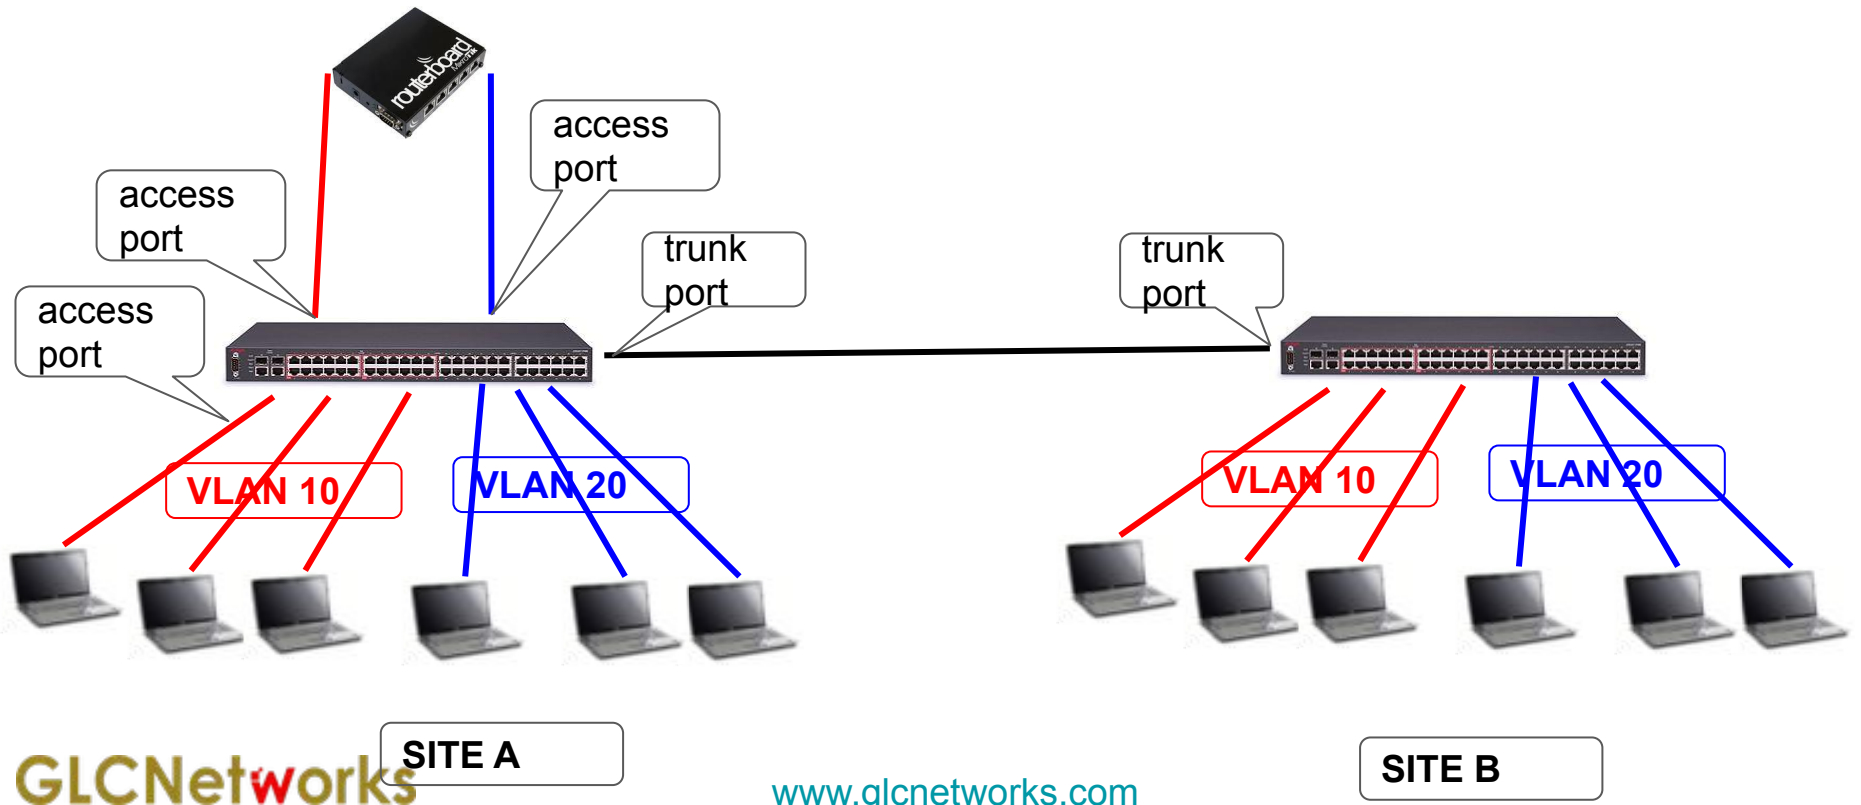 routerboard
Mikrotik
access
port
access
port
access
port
trunk
port
trunk
port
VLAN 10
VLAN 20
VLAN 10
VLAN 20
SITE A
SITE B
GLCNetworks
www.glcnetworks.com